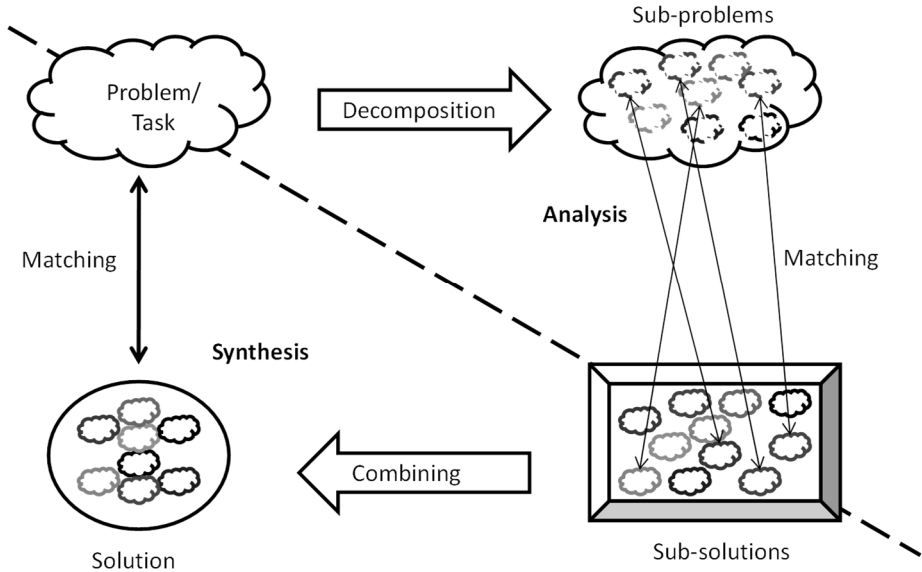 Sub-problems
Problem/
Task
Decomposition
Analysis
Matching
Matching
Synthesis
Combining
Solution
Sub-solutions